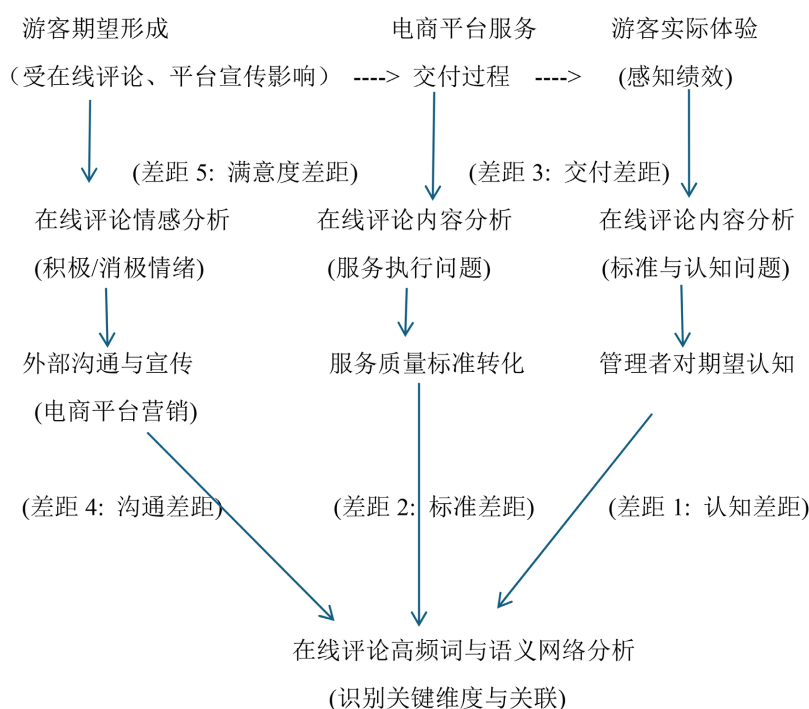 游客期望形成 电商平台服务 游客实际体验
（受在线评论、平台宣传影响） ----> 交付过程 ----> (感知绩效)
(差距 5: 满意度差距) (差距 3: 交付差距)
在线评论情感分析 在线评论内容分析 在线评论内容分析
(积极/消极情绪) (服务执行问题) (标准与认知问题)
外部沟通与宣传 服务质量标准转化 管理者对期望认知
(电商平台营销)
(差距 4: 沟通差距) (差距 2: 标准差距) (差距 1: 认知差距)
在线评论高频词与语义网络分析
(识别关键维度与关联)